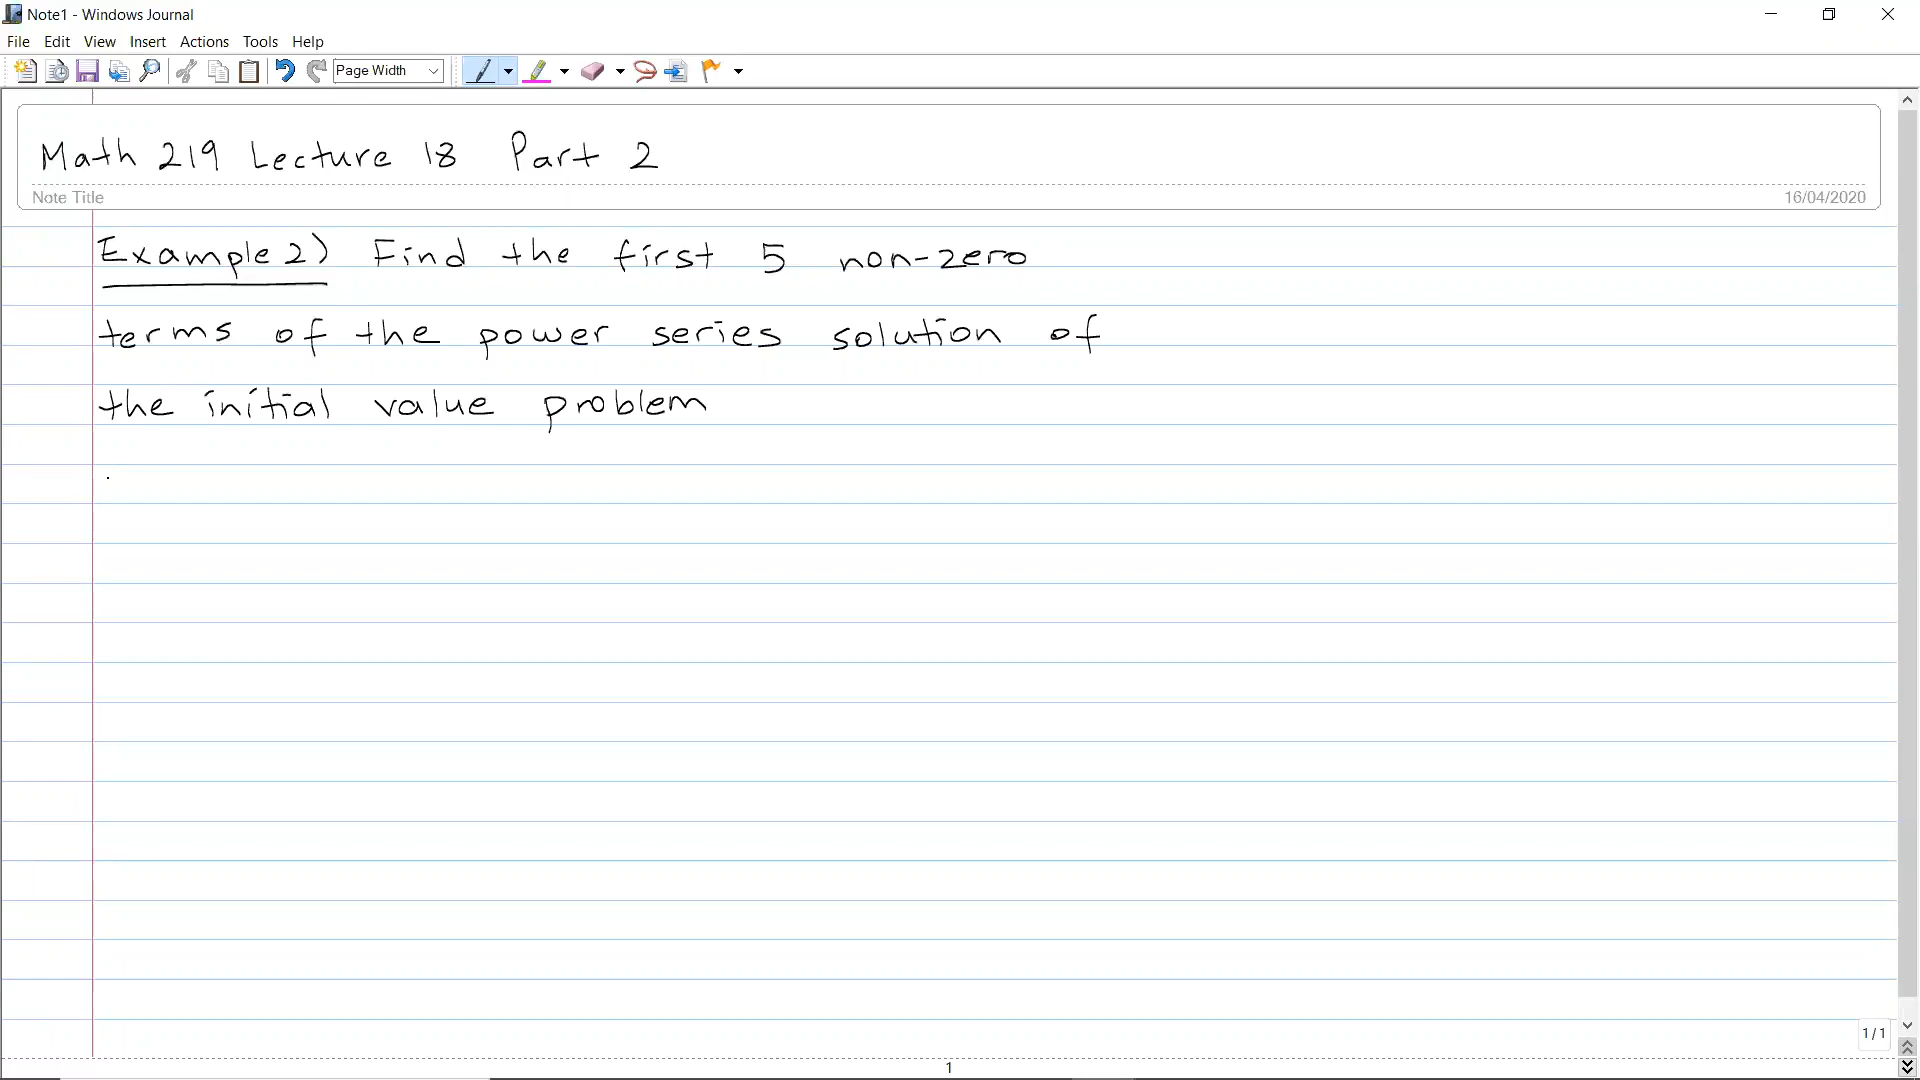 Note1 - Windows Journal
File Edit View Insert Actions Tools Help
Page Width
Math 219 Lecture 18 Part 2
Note Title 16/04/2020
Example 2) Find the first 5 non-zero
terms of the power series solution of
the initial value problem
1/1
1